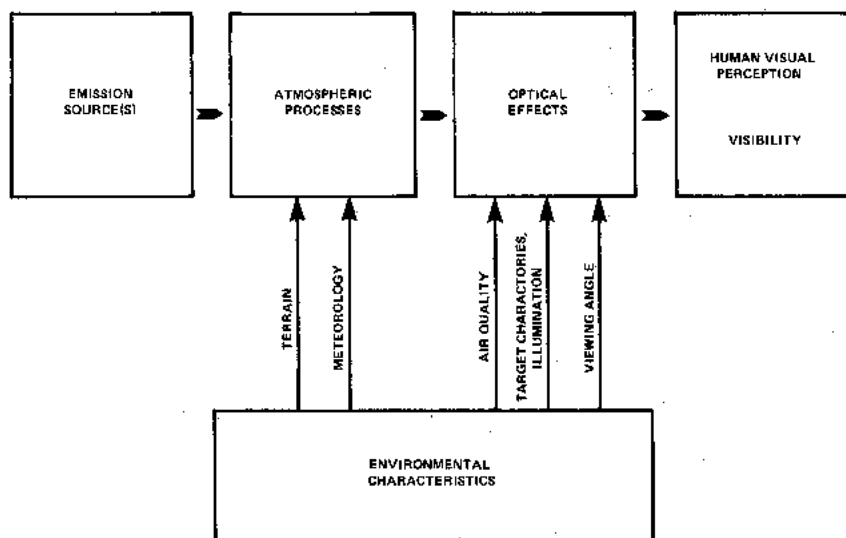 EMISSION
SOURCE(S)
ATMOSPHERIC
PROCESSES
OPTICAL
EFFECTS
HUMAN VISUAL
PERCEPTION
VISIBILITY
TERRAIN
METEOROLOGY
AIR QUALITY
TARGET CHARACTORIES,
ILLUMINATION
VIEWING ANGLE
ENVIRONMENTAL
CHARACTERISTICS